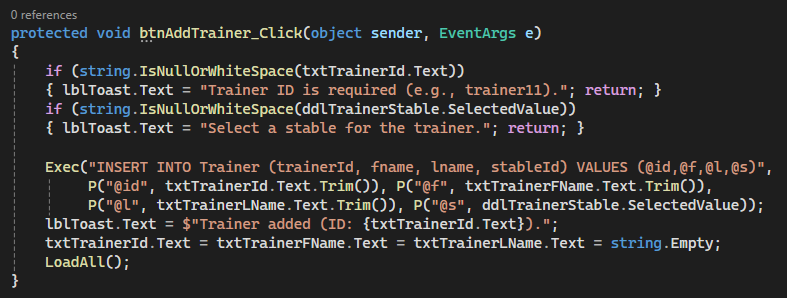 0 references
protected void btnAddTrainer_Click(object sender, EventArgs e)
{
    if (string.IsNullOrWhiteSpace(txtTrainerId.Text))
    { lblToast.Text = "Trainer ID is required (e.g., trainer11)."; return; }
    if (string.IsNullOrWhiteSpace(ddlTrainerStable.SelectedValue))
    { lblToast.Text = "Select a stable for the trainer."; return; }

    Exec("INSERT INTO Trainer (trainerId, fname, lname, stableId) VALUES (@id,@f,@l,@s)",
        P("@id", txtTrainerId.Text.Trim()), P("@f", txtTrainerFName.Text.Trim()),
        P("@l", txtTrainerLName.Text.Trim()), P("@s", ddlTrainerStable.SelectedValue));
    lblToast.Text = $"Trainer added (ID: {txtTrainerId.Text}).";
    txtTrainerId.Text = txtTrainerFName.Text = txtTrainerLName.Text = string.Empty;
    LoadAll();
}